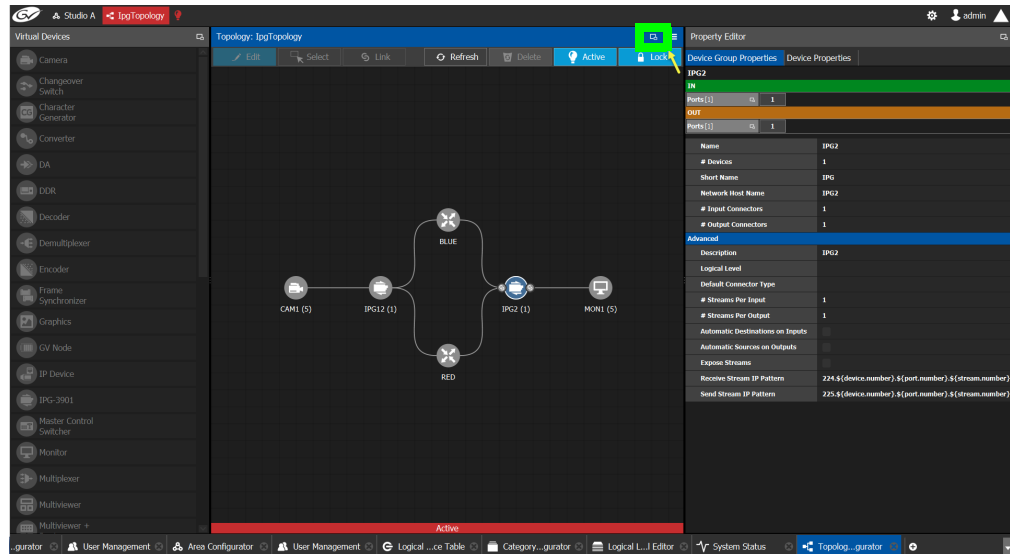 Studio A
IpgTopology
admin
Virtual Devices
Camera
Changeover
Switch
Character
Generator
Converter
DA
DDR
Decoder
Demultiplexer
Encoder
Frame
Synchronizer
Graphics
GV Node
IP Device
IPG-3901
Master Control
Switcher
Monitor
Multiplexer
Multiviewer
Multiviewer +
Topology: IpgTopology
Edit Select Link Refresh Delete Active Lock
BLUE
CAM1 (5) IPG12 (1) IPG2 (1) MON1 (5)
RED
Active
Property Editor
Device Group Properties Device Properties
IPG2
IN
Ports [1] 1
OUT
Ports [1] 1
Name IPG2
# Devices 1
Short Name IPG
Network Host Name IPG2
# Input Connectors 1
# Output Connectors 1
Advanced
Description IPG2
Logical Level
Default Connector Type
# Streams Per Input 1
# Streams Per Output 1
Automatic Destinations on Inputs
Automatic Sources on Outputs
Expose Streams
Receive Stream IP Pattern 224.${device.number}.${port.number}.${stream.number}
Send Stream IP Pattern 225.${device.number}.${port.number}.${stream.number}
..gurator User Management Area Configurator User Management Logical ...ce Table Category...gurator Logical L...l Editor System Status Topolog...gurator